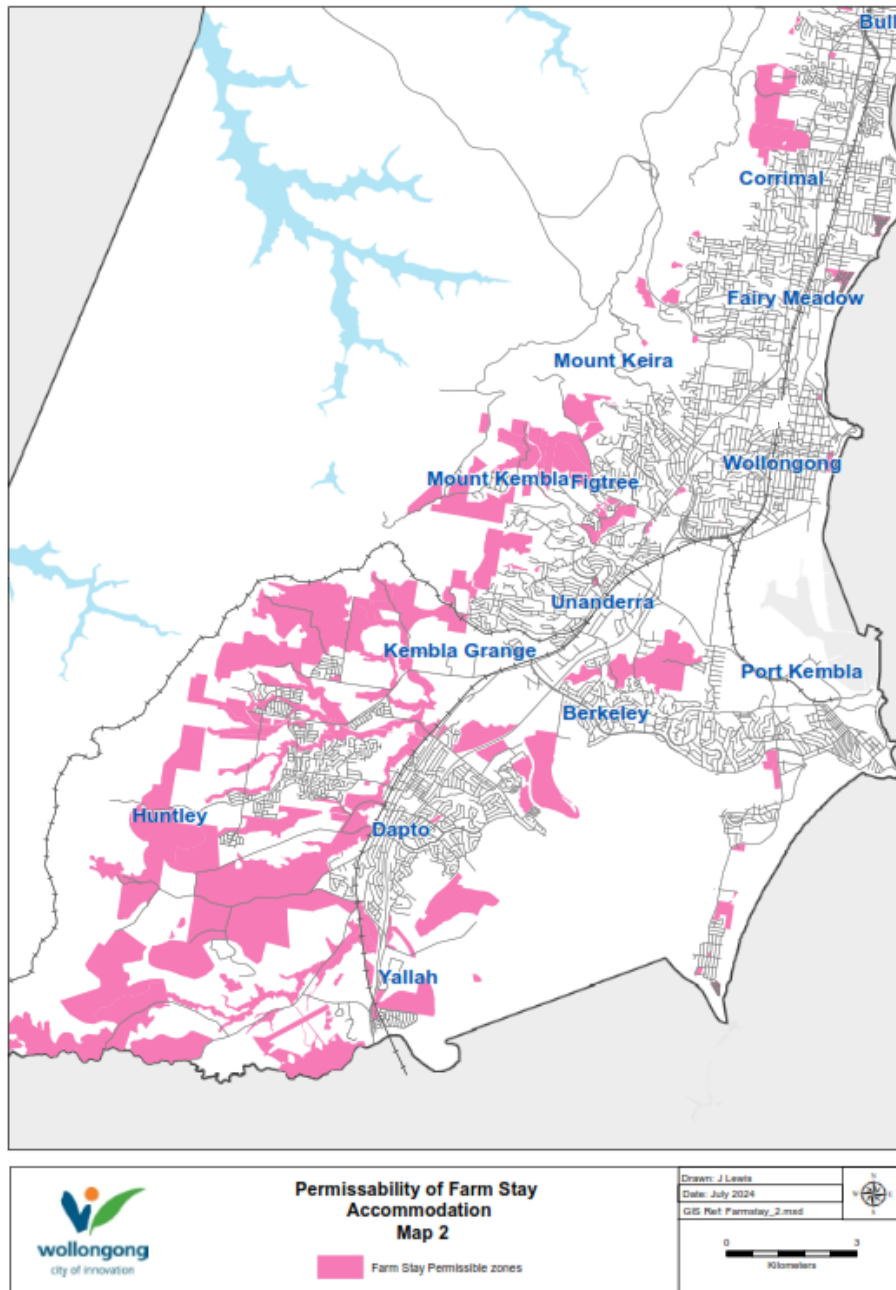 Bull
Corrimal
Fairy Meadow
Mount Keira
Wollongong
Mount Kembla
Figtree
Unanderra
Kembla Grange
Port Kembla
Berkeley
Huntley
Dapto
Yallah
wollongong
city of innovation
Permissability of Farm Stay
Accommodation
Map 2
Farm Stay Permissible zones
Drawn: J Lewis
Date: July 2024
GIS Ref: Farmstay_2.mxd
N
W E
S
0 3
Kilometers